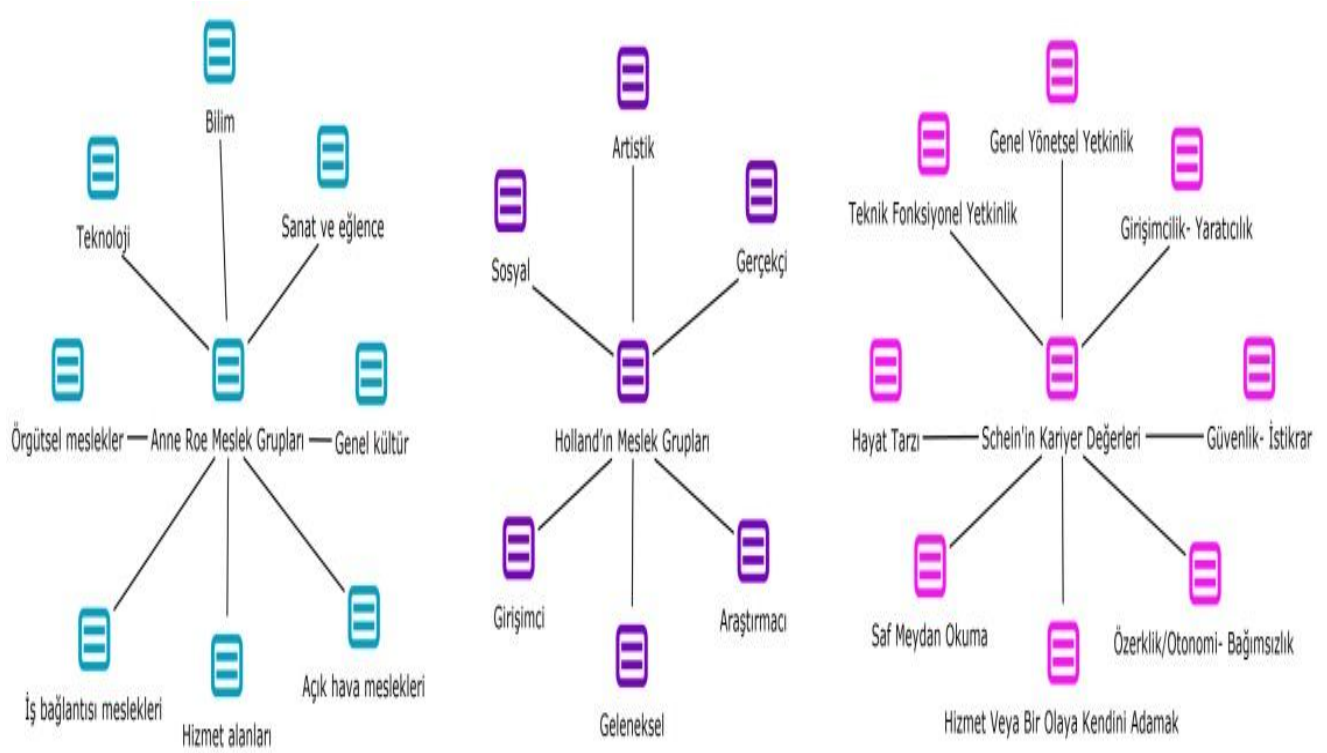 Bilim
Teknoloji
Sanat ve eğlence
Örgütsel meslekler
Anne Roe Meslek Grupları
Genel kültür
İş bağlantısı meslekleri
Hizmet alanları
Açık hava meslekleri
Artistik
Sosyal
Gerçekçi
Holland'ın Meslek Grupları
Girişimci
Geleneksel
Araştırmacı
Genel Yönetsel Yetkinlik
Teknik Fonksiyonel Yetkinlik
Girişimcilik- Yaratıcılık
Hayat Tarzı
Schein'in Kariyer Değerleri
Güvenlik- İstikrar
Saf Meydan Okuma
Hizmet Veya Bir Olaya Kendini Adamak
Özerklik/Otonomi- Bağımsızlık